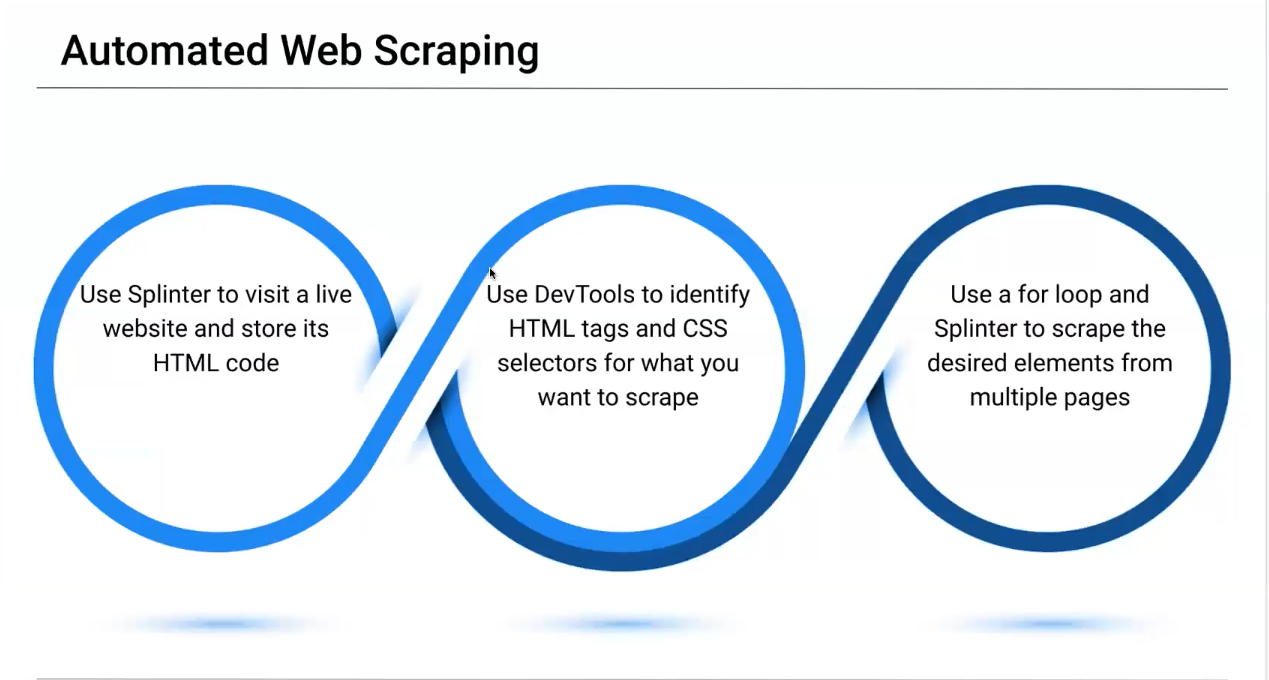 Automated Web Scraping
Use Splinter to visit a live
website and store its
HTML code
Use DevTools to identify
HTML tags and CSS
selectors for what you
want to scrape
Use a for loop and
Splinter to scrape the
desired elements from
multiple pages